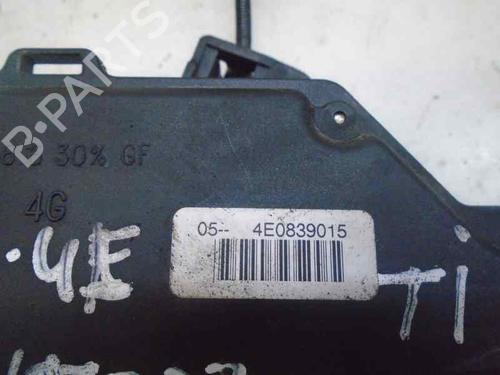 B-PARTS
30% GF
4G
05-- 4E0839015
.4E
TI